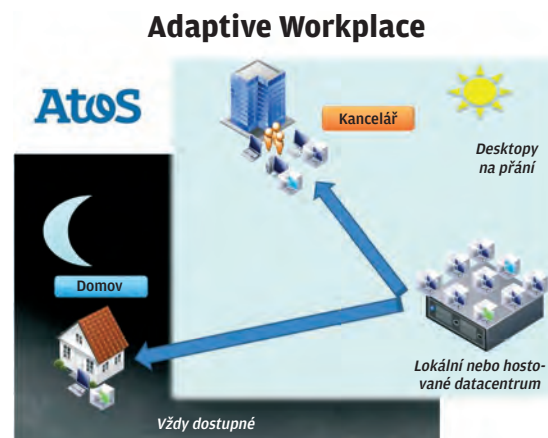 Adaptive Workplace
Atos
Kancelář
Desktopy
na přání
Domov
Lokální nebo hosto-
vané datacentrum
Vždy dostupné